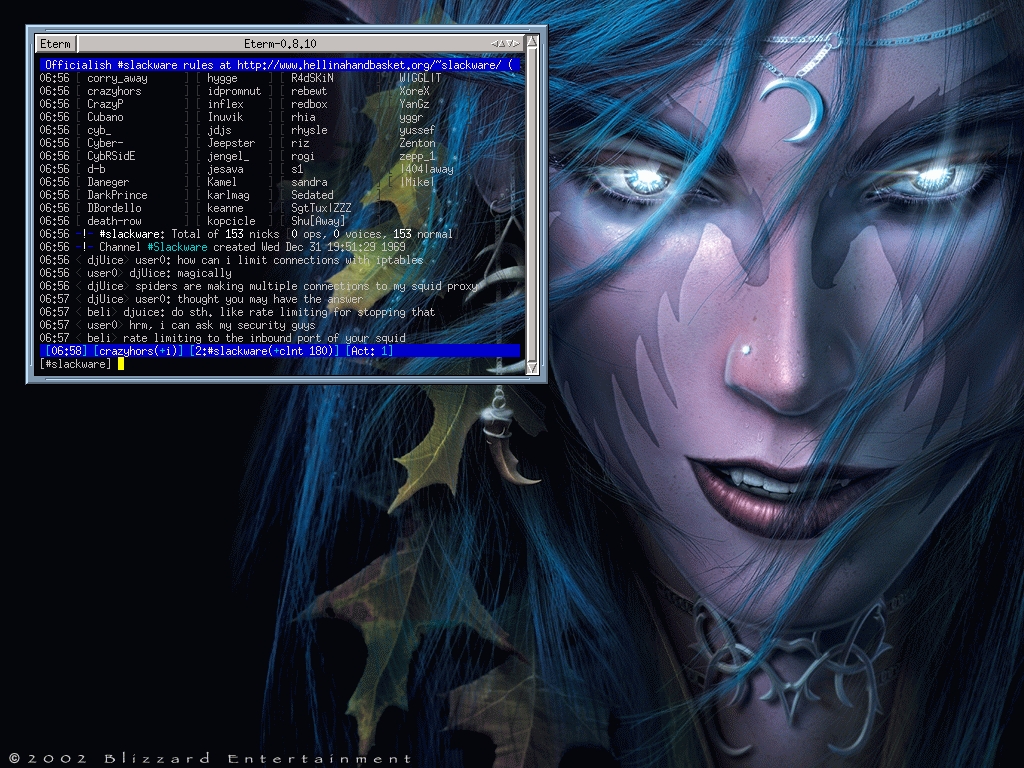 Eterm Eterm-0.8.10
Officialish #slackware rules at http://www.hellinahandbasket.org/~slackware/ (
06:56 [ corry_away ] [ hygge ] [ R4dSKiN ] [ W|GGL|T
06:56 [ crazyhors ] [ idpromnut ] [ rebewt ] [ XoreX
06:56 [ CrazyP ] [ inflex ] [ redbox ] [ YanGz
06:56 [ Cubano ] [ Inuvik ] [ rhia ] [ yggr
06:56 [ cyb_ ] [ jdjs ] [ rhysle ] [ yussef
06:56 [ Cyber- ] [ Jeepster ] [ riz ] [ Zenton
06:56 [ CybRSidE ] [ jengel_ ] [ rogi ] [ zepp_1
06:56 [ d-b ] [ jesava ] [ s1 ] [ |404|away
06:56 [ Daneger ] [ Kamel ] [ sandra ] [ |Mike|
06:56 [ DarkPrince ] [ karlmag ] [ Sedated
06:56 [ DBordello ] [ keanne ] [ SgtTux|ZZZ
06:56 [ death-row ] [ kopcicle ] [ Shu[Away]
06:56 -!- #slackware: Total of 153 nicks [0 ops, 0 voices, 153 normal
06:56 -!- Channel #Slackware created Wed Dec 31 19:51:29 1969
06:56 < djUice> user0: how can i limit connections with iptables
06:56 < user0> djUice: magically
06:56 < djUice> spiders are making multiple connections to my squid proxy
06:57 < djUice> user0: thought you may have the answer
06:57 < beli> djuice: do sth. like rate limiting for stopping that
06:57 < user0> hrm, i can ask my security guys
06:57 < beli> rate limiting to the inbound port of your squid
[06:58] [crazyhors(+i)] [2:#slackware(+clnt 180)] [Act: 1]
[#slackware]
©2002 Blizzard Entertainment